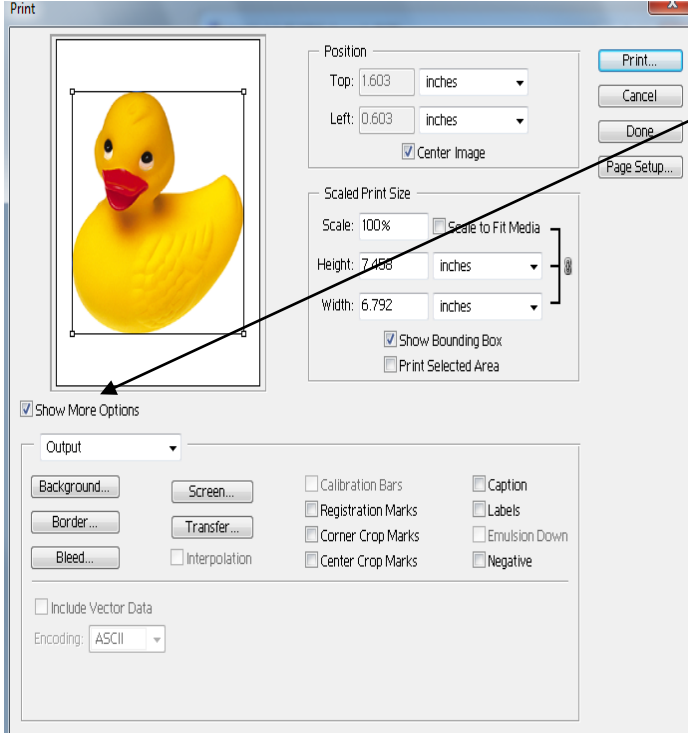 Print
X
Position
Top: 1.603 inches
Left: 0.603 inches
Center Image
Print...
Cancel
Done
Page Setup...
Scaled Print Size
Scale: 100% Scale to Fit Media
Height: 7.458 inches
Width: 6.792 inches
Show Bounding Box
Print Selected Area
Show More Options
Output
Background... Screen... Calibration Bars Caption
Border... Transfer... Registration Marks Labels
Bleed... Interpolation Corner Crop Marks Emulsion Down
Center Crop Marks Negative
Include Vector Data
Encoding: ASCII